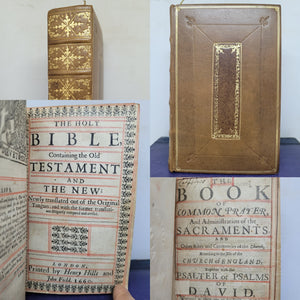 THE HOLY
BIBLE,
Containing the Old
TESTAMENT
AND
THE NEW:
Newly translated out of the Original
Tongues: and with the former
diligently compared and
LONDON,
Printed by Henry Hills and
John Field. 1660.
THE
BOOK
OF
COMMON PRAYER,
And Administration of the
SACRAMENTS
AND
Other Rites and Ceremonies of the Church,
According to the Use of the
CHURCH of ENGLAND,
Together with the
PSALTER or PSALMS
OF
DAVID,